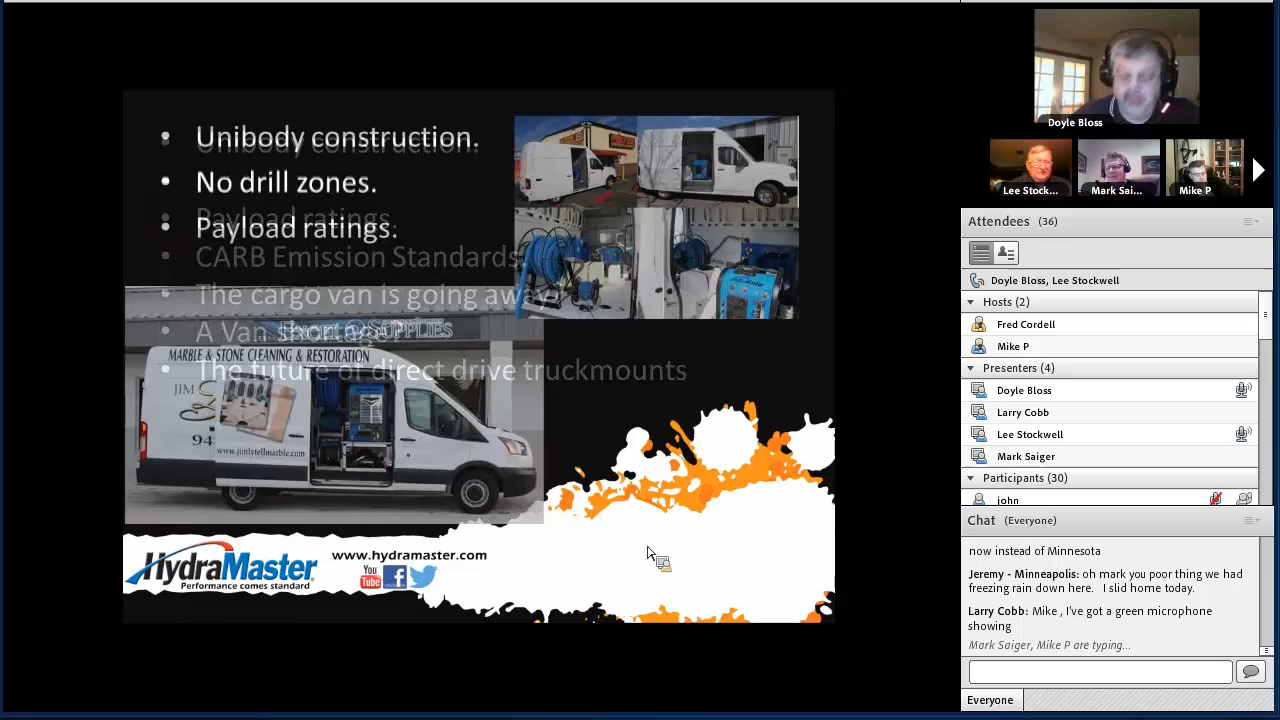 Unibody construction.
No drill zones.
Payload ratings.
CARB Emission Standards
The cargo van is going away.
A Van shortage?
The future of direct drive truckmounts
MARBLE & STONE CLEANING & RESTORATION
JIM
94
www.jimlytellmarble.com
HydraMaster
Performance comes standard
www.hydramaster.com
You
Tube
Doyle Bloss
Lee Stock...
Mark Sai...
Mike P
Attendees (36)
Doyle Bloss, Lee Stockwell
Hosts (2)
Fred Cordell
Mike P
Presenters (4)
Doyle Bloss
Larry Cobb
Lee Stockwell
Mark Saiger
Participants (30)
john
Chat (Everyone)
now instead of Minnesota
Jeremy - Minneapolis: oh mark you poor thing we had
freezing rain down here. I slid home today.
Larry Cobb: Mike , I've got a green microphone
showing
Mark Saiger, Mike P are typing...
Everyone